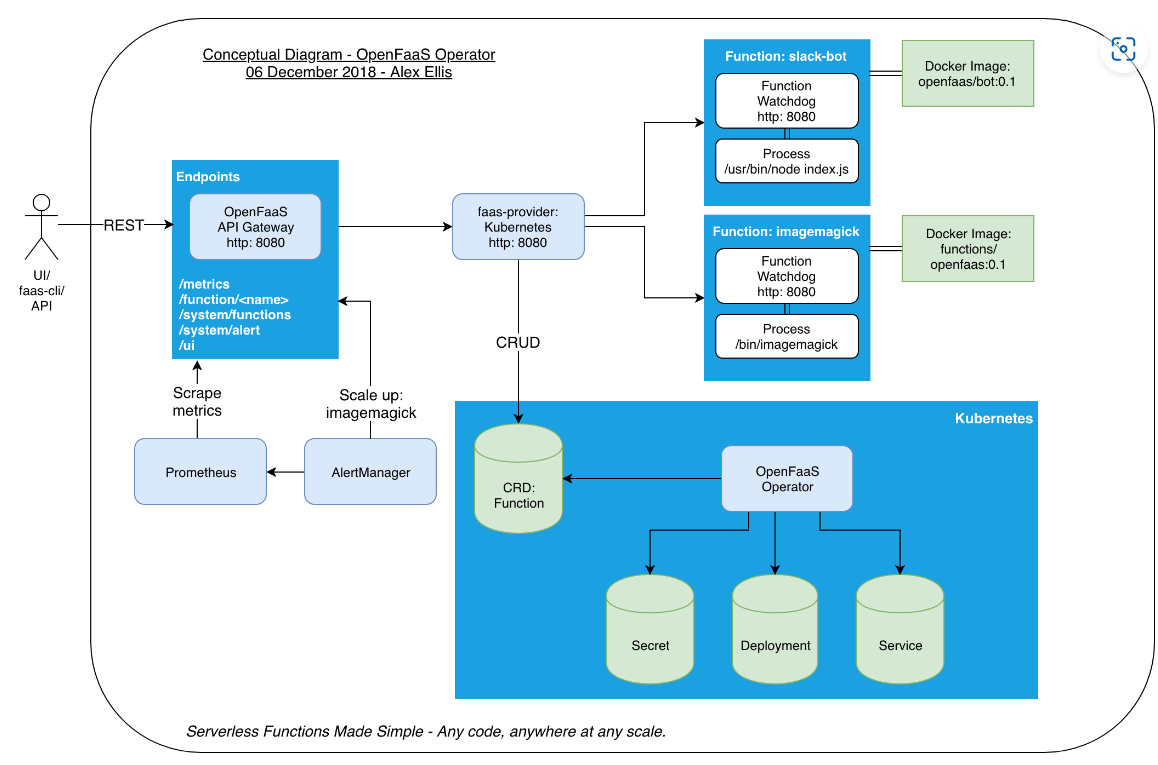 Conceptual Diagram - OpenFaaS Operator
06 December 2018 - Alex Ellis
UI/
faas-cli/
API
REST
Endpoints
OpenFaaS
API Gateway
http: 8080
/metrics
/function/<name>
/system/functions
/system/alert
/ui
Scrape
metrics
Scale up:
imagemagick
Prometheus
AlertManager
faas-provider:
Kubernetes
http: 8080
CRUD
Function: slack-bot
Function
Watchdog
http: 8080
Process
/usr/bin/node index.js
Docker Image:
openfaas/bot:0.1
Function: imagemagick
Function
Watchdog
http: 8080
Process
/bin/imagemagick
Docker Image:
functions/
openfaas:0.1
Kubernetes
CRD:
Function
OpenFaaS
Operator
Secret
Deployment
Service
Serverless Functions Made Simple - Any code, anywhere at any scale.